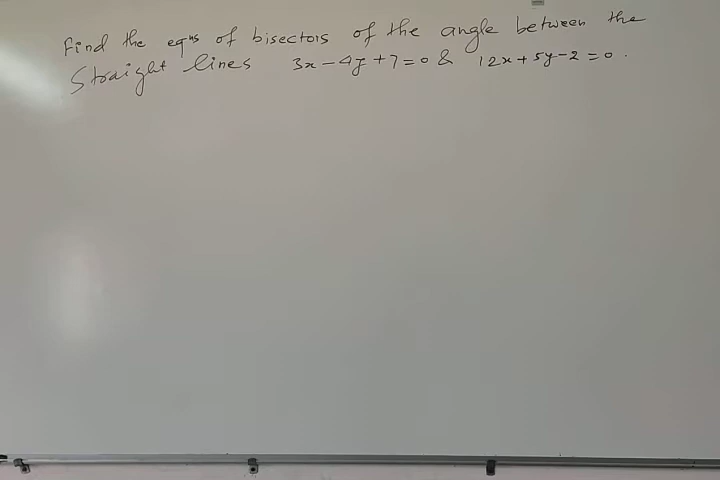 Find the eqns of bisectors of the angle between the
Straight lines 3x-4y+7=0 & 12x+5y-2=0.